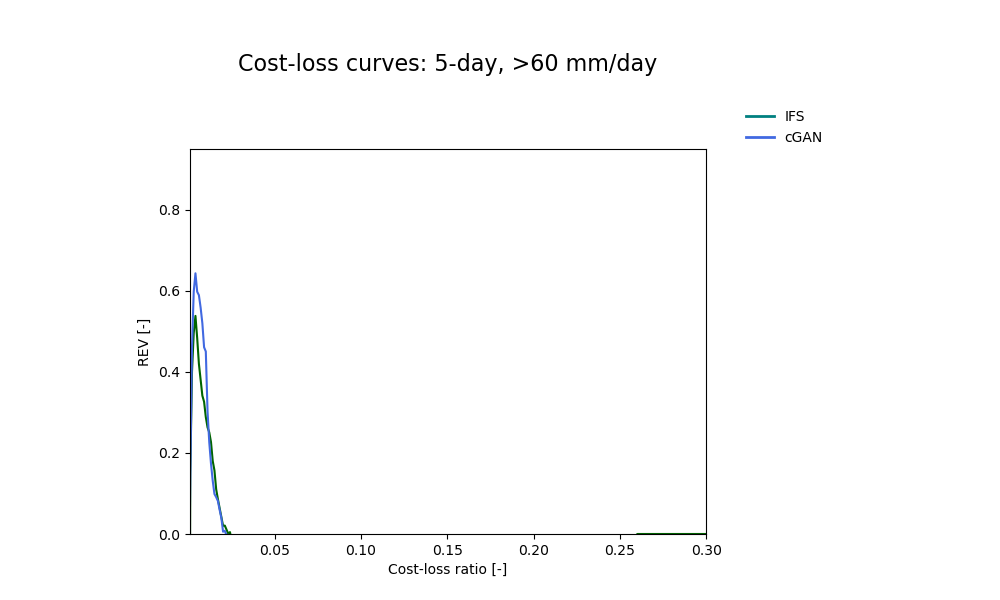 Cost-loss curves: 5-day, >60 mm/day
IFS
cGAN
0.8
0.6
0.4
0.2
0.0
REV [-]
0.05
0.10
0.15
0.20
0.25
0.30
Cost-loss ratio [-]